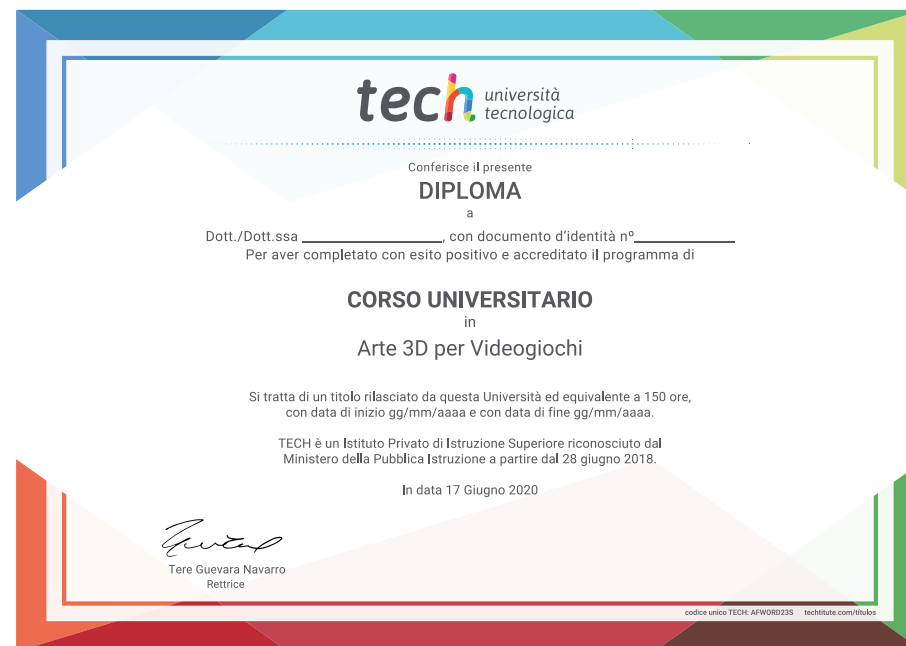 tech università
tecnologica
Conferisce il presente
DIPLOMA
a
Dott./Dott.ssa ____________________, con documento d'identità nº______________
Per aver completato con esito positivo e accreditato il programma di
CORSO UNIVERSITARIO
in
Arte 3D per Videogiochi
Si tratta di un titolo rilasciato da questa Università ed equivalente a 150 ore,
con data di inizio gg/mm/aaaa e con data di fine gg/mm/aaaa.
TECH è un Istituto Privato di Istruzione Superiore riconosciuto dal
Ministero della Pubblica Istruzione a partire dal 28 giugno 2018.
In data 17 Giugno 2020
Tere Guevara Navarro
Rettrice
codice unico TECH: AFWORD23S techtitute.com/títulos